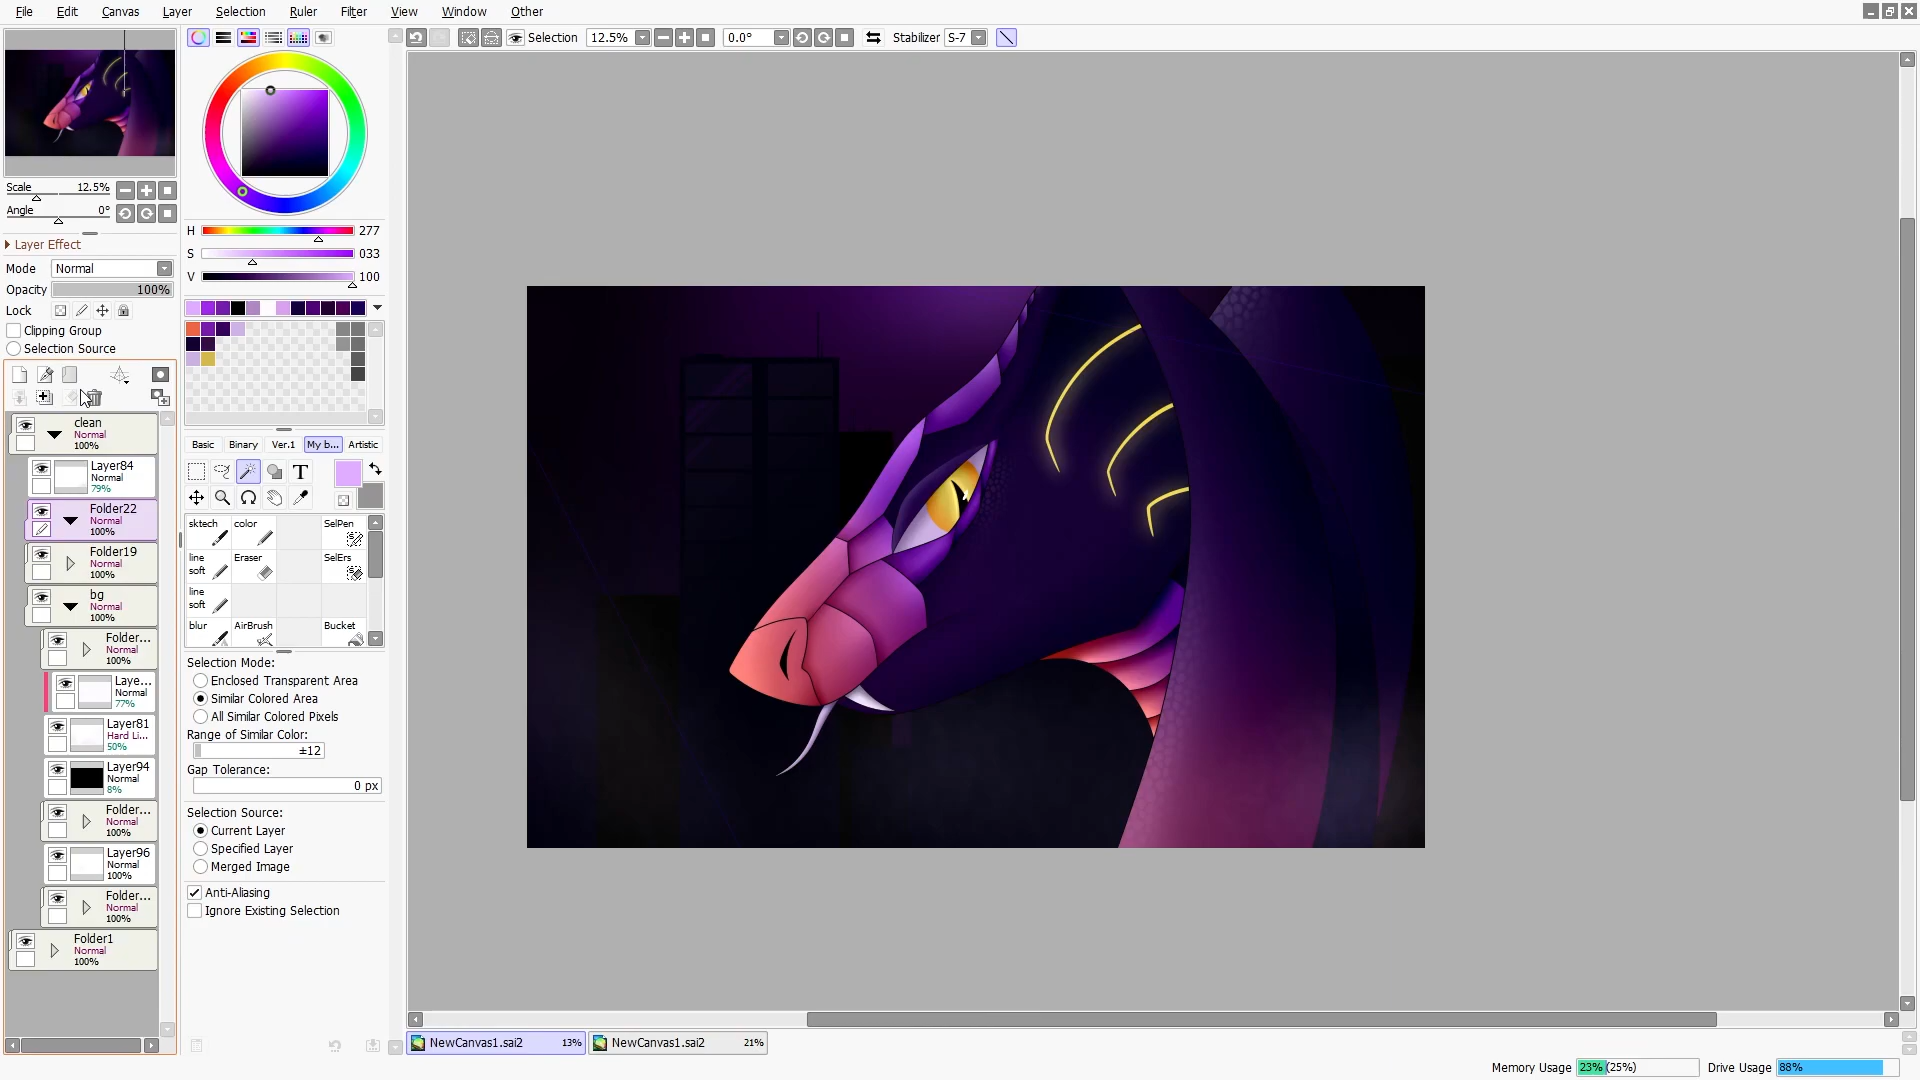 File Edit Canvas Layer Selection Ruler Filter View Window Other
Selection 12.5% 0.0° Stabilizer S-7
Scale 12.5%
Angle 0°
Layer Effect
Mode Normal
Opacity 100%
Lock
Clipping Group
Selection Source
clean
Normal
100%
Layer84
Normal
79%
Folder22
Normal
100%
Folder19
Normal
100%
bg
Normal
100%
Folder...
Normal
100%
Laye...
Normal
77%
Layer81
Hard Li...
50%
Layer94
Normal
8%
Folder...
Normal
100%
Layer96
Normal
100%
Folder...
Normal
100%
Folder1
Normal
100%
H 277
S 033
V 100
Basic Binary Ver.1 My b... Artistic
T
sktech color SelPen
line soft Eraser SelErs
line soft
blur AirBrush Bucket
Selection Mode:
Enclosed Transparent Area
Similar Colored Area
All Similar Colored Pixels
Range of Similar Color:
±12
Gap Tolerance:
0 px
Selection Source:
Current Layer
Specified Layer
Merged Image
Anti-Aliasing
Ignore Existing Selection
NewCanvas1.sai2 13% NewCanvas1.sai2 21%
Memory Usage 23% (25%) Drive Usage 88%